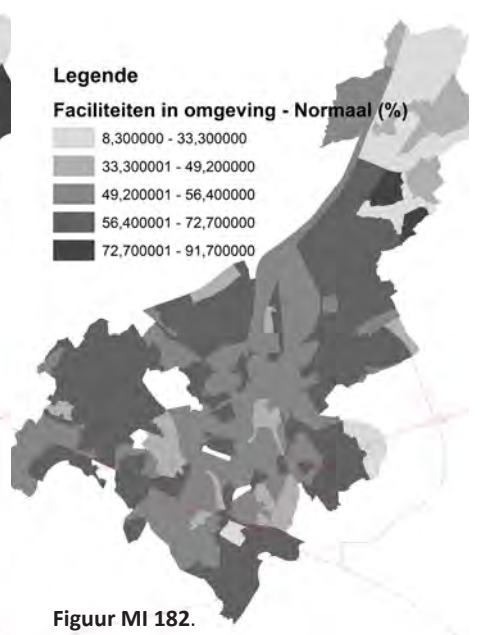 Legende
Faciliteiten in omgeving - Normaal (%)
8,300000 - 33,300000
33,300001 - 49,200000
49,200001 - 56,400000
56,400001 - 72,700000
72,700001 - 91,700000
Figuur MI 182.